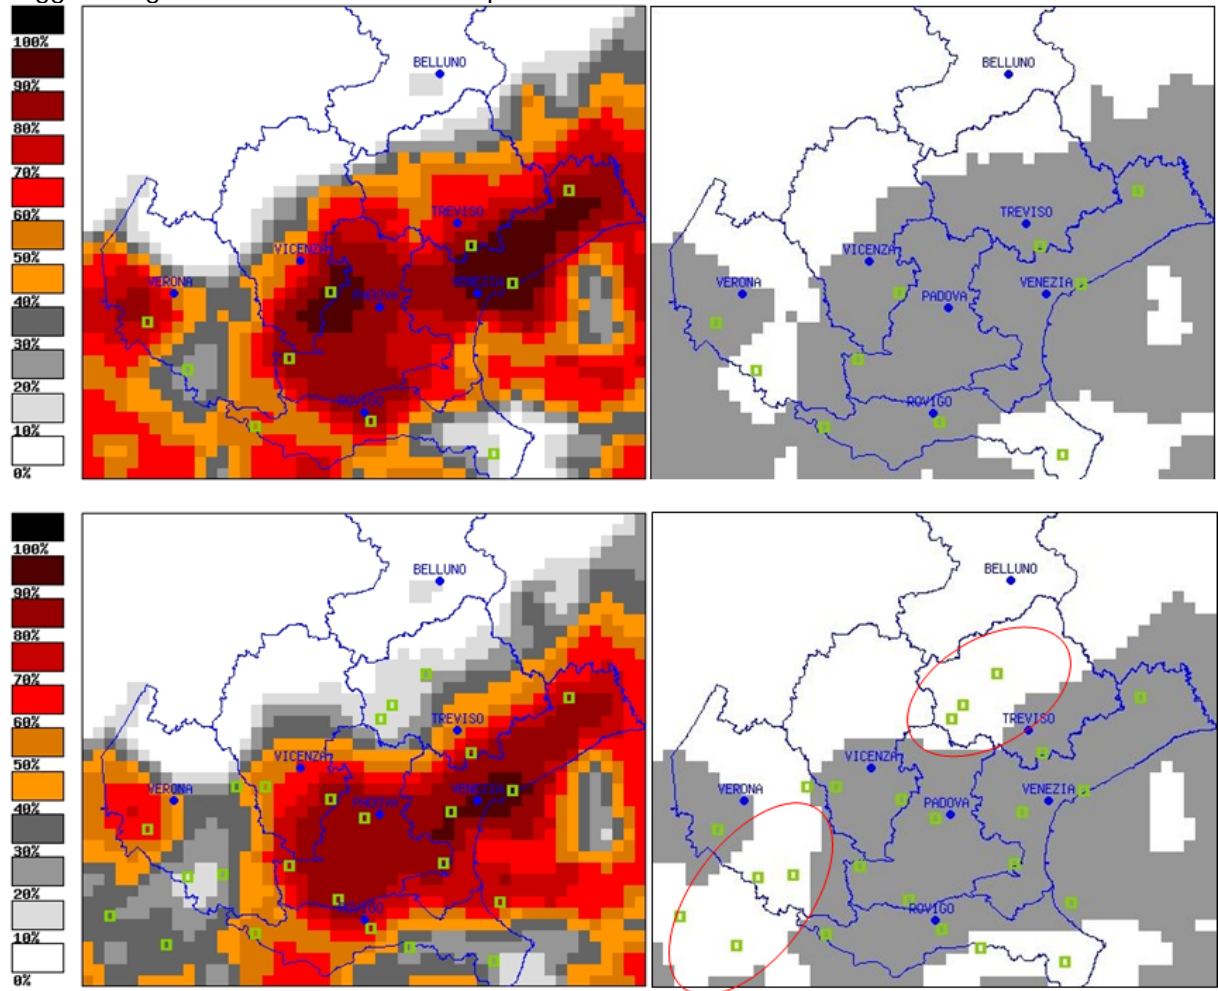 100%
90%
80%
70%
60%
50%
40%
30%
20%
10%
0%
BELLUNO
TREVISO
VICENZA
VERONA
PADOVA
VENEZIA
ROVIGO
BELLUNO
TREVISO
VICENZA
VERONA
PADOVA
VENEZIA
ROVIGO
100%
90%
80%
70%
60%
50%
40%
30%
20%
10%
0%
BELLUNO
TREVISO
VICENZA
VERONA
PADOVA
VENEZIA
ROVIGO
BELLUNO
TREVISO
VICENZA
VERONA
PADOVA
VENEZIA
ROVIGO